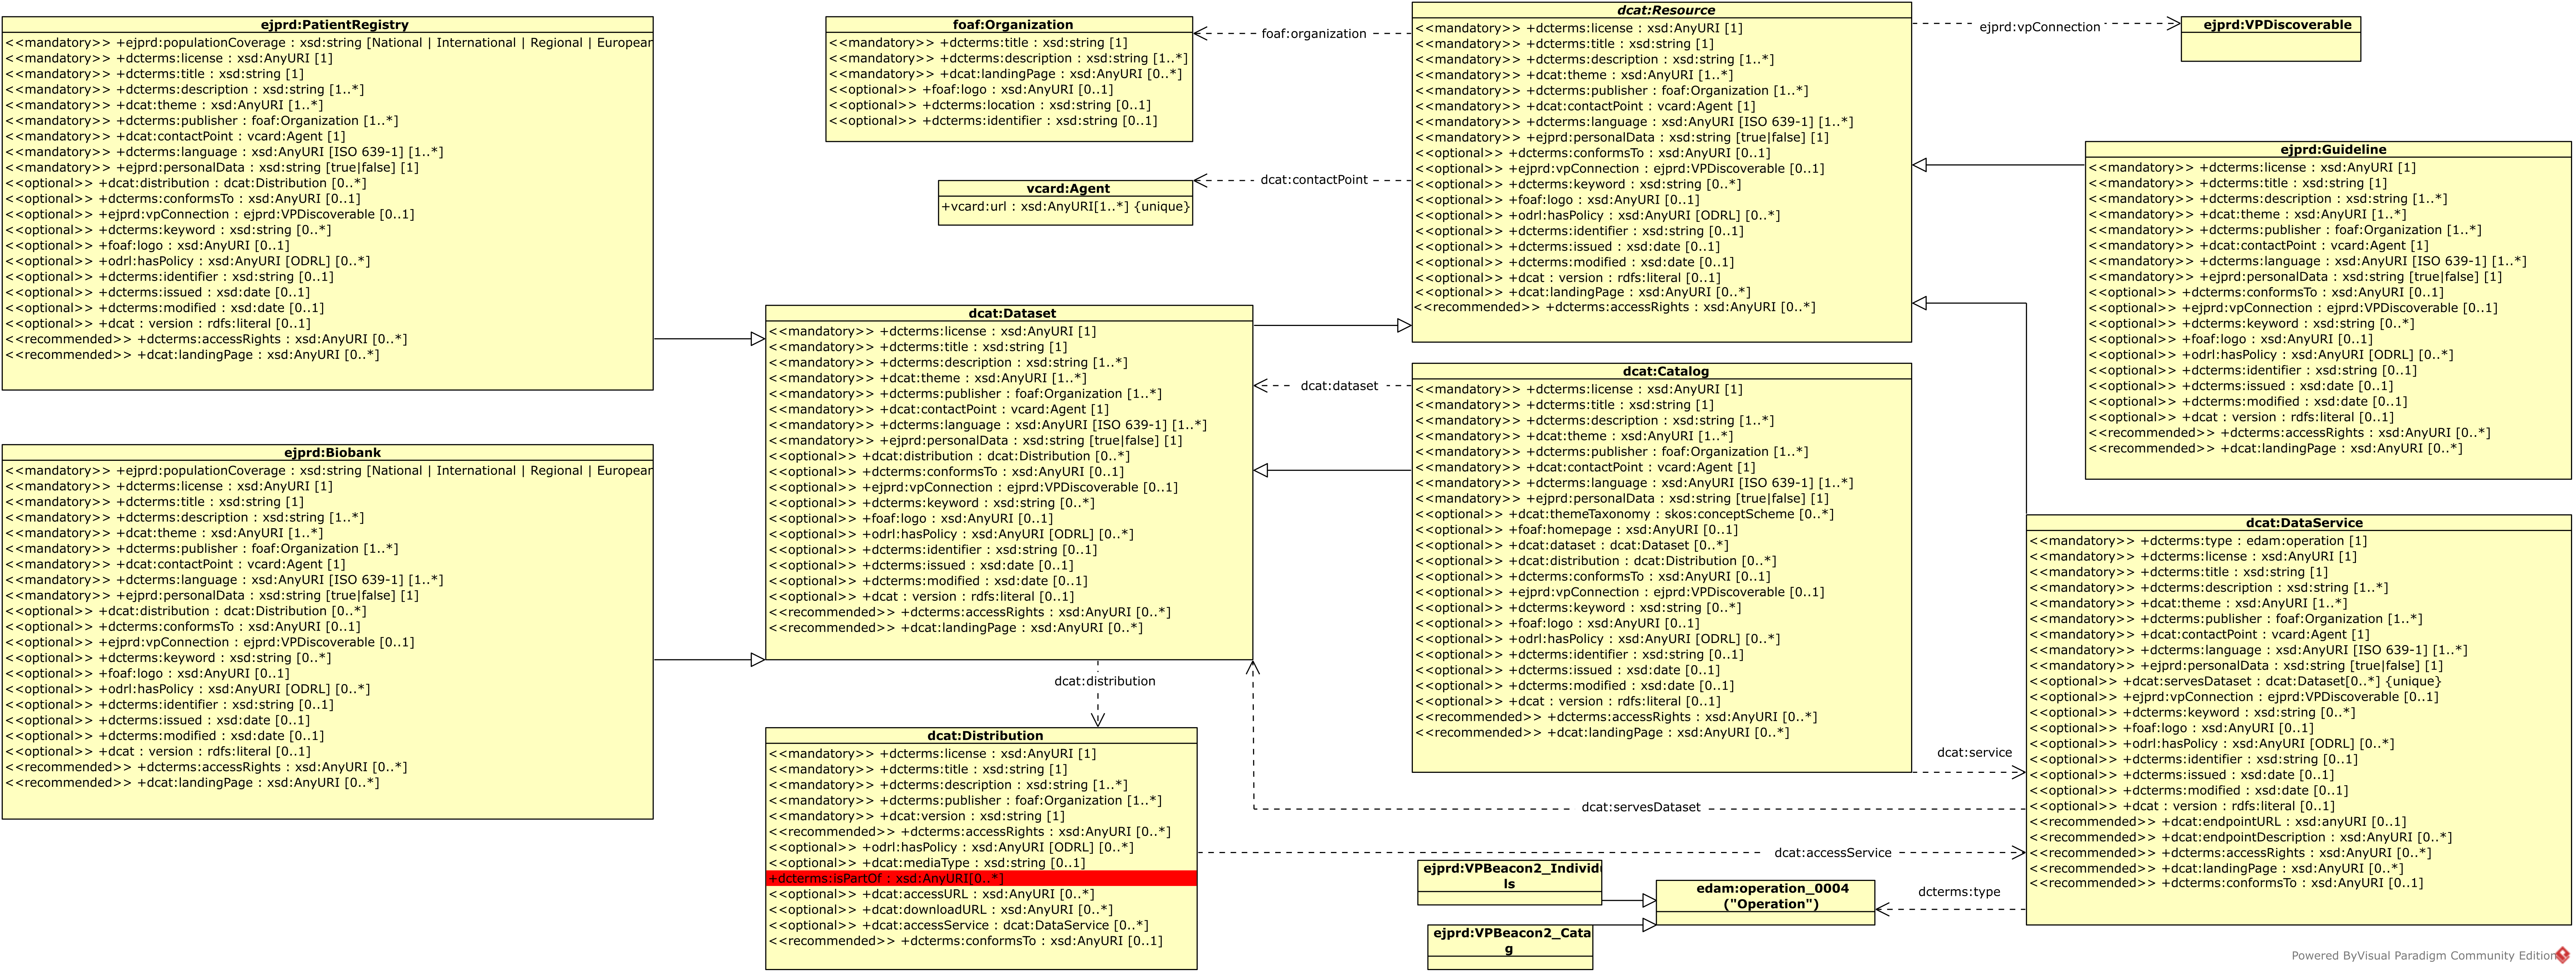 ejprd:PatientRegistry
<<mandatory>> +ejprd:populationCoverage : xsd:string [National | International | Regional | European
<<mandatory>> +dcterms:license : xsd:AnyURI [1]
<<mandatory>> +dcterms:title : xsd:string [1]
<<mandatory>> +dcterms:description : xsd:string [1..*]
<<mandatory>> +dcat:theme : xsd:AnyURI [1..*]
<<mandatory>> +dcterms:publisher : foaf:Organization [1..*]
<<mandatory>> +dcat:contactPoint : vcard:Agent [1]
<<mandatory>> +dcterms:language : xsd:AnyURI [ISO 639-1] [1..*]
<<mandatory>> +ejprd:personalData : xsd:string [true|false] [1]
<<optional>> +dcat:distribution : dcat:Distribution [0..*]
<<optional>> +dcterms:conformsTo : xsd:AnyURI [0..1]
<<optional>> +ejprd:vpConnection : ejprd:VPDiscoverable [0..1]
<<optional>> +dcterms:keyword : xsd:string [0..*]
<<optional>> +foaf:logo : xsd:AnyURI [0..1]
<<optional>> +odrl:hasPolicy : xsd:AnyURI [ODRL] [0..*]
<<optional>> +dcterms:identifier : xsd:string [0..1]
<<optional>> +dcterms:issued : xsd:date [0..1]
<<optional>> +dcterms:modified : xsd:date [0..1]
<<optional>> +dcat : version : rdfs:literal [0..1]
<<recommended>> +dcterms:accessRights : xsd:AnyURI [0..*]
<<recommended>> +dcat:landingPage : xsd:AnyURI [0..*]
ejprd:Biobank
<<mandatory>> +ejprd:populationCoverage : xsd:string [National | International | Regional | European
<<mandatory>> +dcterms:license : xsd:AnyURI [1]
<<mandatory>> +dcterms:title : xsd:string [1]
<<mandatory>> +dcterms:description : xsd:string [1..*]
<<mandatory>> +dcat:theme : xsd:AnyURI [1..*]
<<mandatory>> +dcterms:publisher : foaf:Organization [1..*]
<<mandatory>> +dcat:contactPoint : vcard:Agent [1]
<<mandatory>> +dcterms:language : xsd:AnyURI [ISO 639-1] [1..*]
<<mandatory>> +ejprd:personalData : xsd:string [true|false] [1]
<<optional>> +dcat:distribution : dcat:Distribution [0..*]
<<optional>> +dcterms:conformsTo : xsd:AnyURI [0..1]
<<optional>> +ejprd:vpConnection : ejprd:VPDiscoverable [0..1]
<<optional>> +dcterms:keyword : xsd:string [0..*]
<<optional>> +foaf:logo : xsd:AnyURI [0..1]
<<optional>> +odrl:hasPolicy : xsd:AnyURI [ODRL] [0..*]
<<optional>> +dcterms:identifier : xsd:string [0..1]
<<optional>> +dcterms:issued : xsd:date [0..1]
<<optional>> +dcterms:modified : xsd:date [0..1]
<<optional>> +dcat : version : rdfs:literal [0..1]
<<recommended>> +dcterms:accessRights : xsd:AnyURI [0..*]
<<recommended>> +dcat:landingPage : xsd:AnyURI [0..*]
foaf:Organization
<<mandatory>> +dcterms:title : xsd:string [1]
<<mandatory>> +dcterms:description : xsd:string [1..*]
<<mandatory>> +dcat:landingPage : xsd:AnyURI [0..*]
<<optional>> +foaf:logo : xsd:AnyURI [0..1]
<<optional>> +dcterms:location : xsd:string [0..1]
<<optional>> +dcterms:identifier : xsd:string [0..1]
foaf:organization
vcard:Agent
+vcard:url : xsd:AnyURI[1..*] {unique}
dcat:contactPoint
dcat:Dataset
<<mandatory>> +dcterms:license : xsd:AnyURI [1]
<<mandatory>> +dcterms:title : xsd:string [1]
<<mandatory>> +dcterms:description : xsd:string [1..*]
<<mandatory>> +dcat:theme : xsd:AnyURI [1..*]
<<mandatory>> +dcterms:publisher : foaf:Organization [1..*]
<<mandatory>> +dcat:contactPoint : vcard:Agent [1]
<<mandatory>> +dcterms:language : xsd:AnyURI [ISO 639-1] [1..*]
<<mandatory>> +ejprd:personalData : xsd:string [true|false] [1]
<<optional>> +dcat:distribution : dcat:Distribution [0..*]
<<optional>> +dcterms:conformsTo : xsd:AnyURI [0..1]
<<optional>> +ejprd:vpConnection : ejprd:VPDiscoverable [0..1]
<<optional>> +dcterms:keyword : xsd:string [0..*]
<<optional>> +foaf:logo : xsd:AnyURI [0..1]
<<optional>> +odrl:hasPolicy : xsd:AnyURI [ODRL] [0..*]
<<optional>> +dcterms:identifier : xsd:string [0..1]
<<optional>> +dcterms:issued : xsd:date [0..1]
<<optional>> +dcterms:modified : xsd:date [0..1]
<<optional>> +dcat : version : rdfs:literal [0..1]
<<recommended>> +dcterms:accessRights : xsd:AnyURI [0..*]
<<recommended>> +dcat:landingPage : xsd:AnyURI [0..*]
dcat:distribution
dcat:Distribution
<<mandatory>> +dcterms:license : xsd:AnyURI [1]
<<mandatory>> +dcterms:title : xsd:string [1]
<<mandatory>> +dcterms:description : xsd:string [1..*]
<<mandatory>> +dcterms:publisher : foaf:Organization [1..*]
<<mandatory>> +dcat:version : xsd:string [1]
<<recommended>> +dcterms:accessRights : xsd:AnyURI [0..*]
<<optional>> +odrl:hasPolicy : xsd:AnyURI [ODRL] [0..*]
<<optional>> +dcat:mediaType : xsd:string [0..1]
+dcterms:isPartOf : xsd:AnyURI[0..*]
<<optional>> +dcat:accessURL : xsd:AnyURI [0..*]
<<optional>> +dcat:downloadURL : xsd:AnyURI [0..*]
<<optional>> +dcat:accessService : dcat:DataService [0..*]
<<recommended>> +dcterms:conformsTo : xsd:AnyURI [0..1]
dcat:Resource
<<mandatory>> +dcterms:license : xsd:AnyURI [1]
<<mandatory>> +dcterms:title : xsd:string [1]
<<mandatory>> +dcterms:description : xsd:string [1..*]
<<mandatory>> +dcat:theme : xsd:AnyURI [1..*]
<<mandatory>> +dcterms:publisher : foaf:Organization [1..*]
<<mandatory>> +dcat:contactPoint : vcard:Agent [1]
<<mandatory>> +dcterms:language : xsd:AnyURI [ISO 639-1] [1..*]
<<mandatory>> +ejprd:personalData : xsd:string [true|false] [1]
<<optional>> +dcterms:conformsTo : xsd:AnyURI [0..1]
<<optional>> +ejprd:vpConnection : ejprd:VPDiscoverable [0..1]
<<optional>> +dcterms:keyword : xsd:string [0..*]
<<optional>> +foaf:logo : xsd:AnyURI [0..1]
<<optional>> +odrl:hasPolicy : xsd:AnyURI [ODRL] [0..*]
<<optional>> +dcterms:identifier : xsd:string [0..1]
<<optional>> +dcterms:issued : xsd:date [0..1]
<<optional>> +dcterms:modified : xsd:date [0..1]
<<optional>> +dcat : version : rdfs:literal [0..1]
<<optional>> +dcat:landingPage : xsd:AnyURI [0..*]
<<recommended>> +dcterms:accessRights : xsd:AnyURI [0..*]
dcat:dataset
dcat:Catalog
<<mandatory>> +dcterms:license : xsd:AnyURI [1]
<<mandatory>> +dcterms:title : xsd:string [1]
<<mandatory>> +dcterms:description : xsd:string [1..*]
<<mandatory>> +dcat:theme : xsd:AnyURI [1..*]
<<mandatory>> +dcterms:publisher : foaf:Organization [1..*]
<<mandatory>> +dcat:contactPoint : vcard:Agent [1]
<<mandatory>> +dcterms:language : xsd:AnyURI [ISO 639-1] [1..*]
<<mandatory>> +ejprd:personalData : xsd:string [true|false] [1]
<<optional>> +dcat:themeTaxonomy : skos:conceptScheme [0..*]
<<optional>> +foaf:homepage : xsd:AnyURI [0..1]
<<optional>> +dcat:dataset : dcat:Dataset [0..*]
<<optional>> +dcat:distribution : dcat:Distribution [0..*]
<<optional>> +dcterms:conformsTo : xsd:AnyURI [0..1]
<<optional>> +ejprd:vpConnection : ejprd:VPDiscoverable [0..1]
<<optional>> +dcterms:keyword : xsd:string [0..*]
<<optional>> +foaf:logo : xsd:AnyURI [0..1]
<<optional>> +odrl:hasPolicy : xsd:AnyURI [ODRL] [0..*]
<<optional>> +dcterms:identifier : xsd:string [0..1]
<<optional>> +dcterms:issued : xsd:date [0..1]
<<optional>> +dcterms:modified : xsd:date [0..1]
<<optional>> +dcat : version : rdfs:literal [0..1]
<<recommended>> +dcterms:accessRights : xsd:AnyURI [0..*]
<<recommended>> +dcat:landingPage : xsd:AnyURI [0..*]
dcat:service
dcat:servesDataset
dcat:accessService
ejprd:VPBeacon2_Individu
ls
ejprd:VPBeacon2_Cata
g
edam:operation_0004
("Operation")
dcterms:type
ejprd:vpConnection
ejprd:VPDiscoverable
ejprd:Guideline
<<mandatory>> +dcterms:license : xsd:AnyURI [1]
<<mandatory>> +dcterms:title : xsd:string [1]
<<mandatory>> +dcterms:description : xsd:string [1..*]
<<mandatory>> +dcat:theme : xsd:AnyURI [1..*]
<<mandatory>> +dcterms:publisher : foaf:Organization [1..*]
<<mandatory>> +dcat:contactPoint : vcard:Agent [1]
<<mandatory>> +dcterms:language : xsd:AnyURI [ISO 639-1] [1..*]
<<mandatory>> +ejprd:personalData : xsd:string [true|false] [1]
<<optional>> +dcterms:conformsTo : xsd:AnyURI [0..1]
<<optional>> +ejprd:vpConnection : ejprd:VPDiscoverable [0..1]
<<optional>> +dcterms:keyword : xsd:string [0..*]
<<optional>> +foaf:logo : xsd:AnyURI [0..1]
<<optional>> +odrl:hasPolicy : xsd:AnyURI [ODRL] [0..*]
<<optional>> +dcterms:identifier : xsd:string [0..1]
<<optional>> +dcterms:issued : xsd:date [0..1]
<<optional>> +dcterms:modified : xsd:date [0..1]
<<optional>> +dcat : version : rdfs:literal [0..1]
<<recommended>> +dcterms:accessRights : xsd:AnyURI [0..*]
<<recommended>> +dcat:landingPage : xsd:AnyURI [0..*]
dcat:DataService
<<mandatory>> +dcterms:type : edam:operation [1]
<<mandatory>> +dcterms:license : xsd:AnyURI [1]
<<mandatory>> +dcterms:title : xsd:string [1]
<<mandatory>> +dcterms:description : xsd:string [1..*]
<<mandatory>> +dcat:theme : xsd:AnyURI [1..*]
<<mandatory>> +dcterms:publisher : foaf:Organization [1..*]
<<mandatory>> +dcat:contactPoint : vcard:Agent [1]
<<mandatory>> +dcterms:language : xsd:AnyURI [ISO 639-1] [1..*]
<<mandatory>> +ejprd:personalData : xsd:string [true|false] [1]
<<optional>> +dcat:servesDataset : dcat:Dataset[0..*] {unique}
<<optional>> +ejprd:vpConnection : ejprd:VPDiscoverable [0..1]
<<optional>> +dcterms:keyword : xsd:string [0..*]
<<optional>> +foaf:logo : xsd:AnyURI [0..1]
<<optional>> +odrl:hasPolicy : xsd:AnyURI [ODRL] [0..*]
<<optional>> +dcterms:identifier : xsd:string [0..1]
<<optional>> +dcterms:issued : xsd:date [0..1]
<<optional>> +dcterms:modified : xsd:date [0..1]
<<optional>> +dcat : version : rdfs:literal [0..1]
<<recommended>> +dcat:endpointURL : xsd:anyURI [0..1]
<<recommended>> +dcat:endpointDescription : xsd:AnyURI [0..*]
<<recommended>> +dcterms:accessRights : xsd:AnyURI [0..*]
<<recommended>> +dcat:landingPage : xsd:AnyURI [0..*]
<<recommended>> +dcterms:conformsTo : xsd:AnyURI [0..1]
Powered ByVisual Paradigm Community Edition